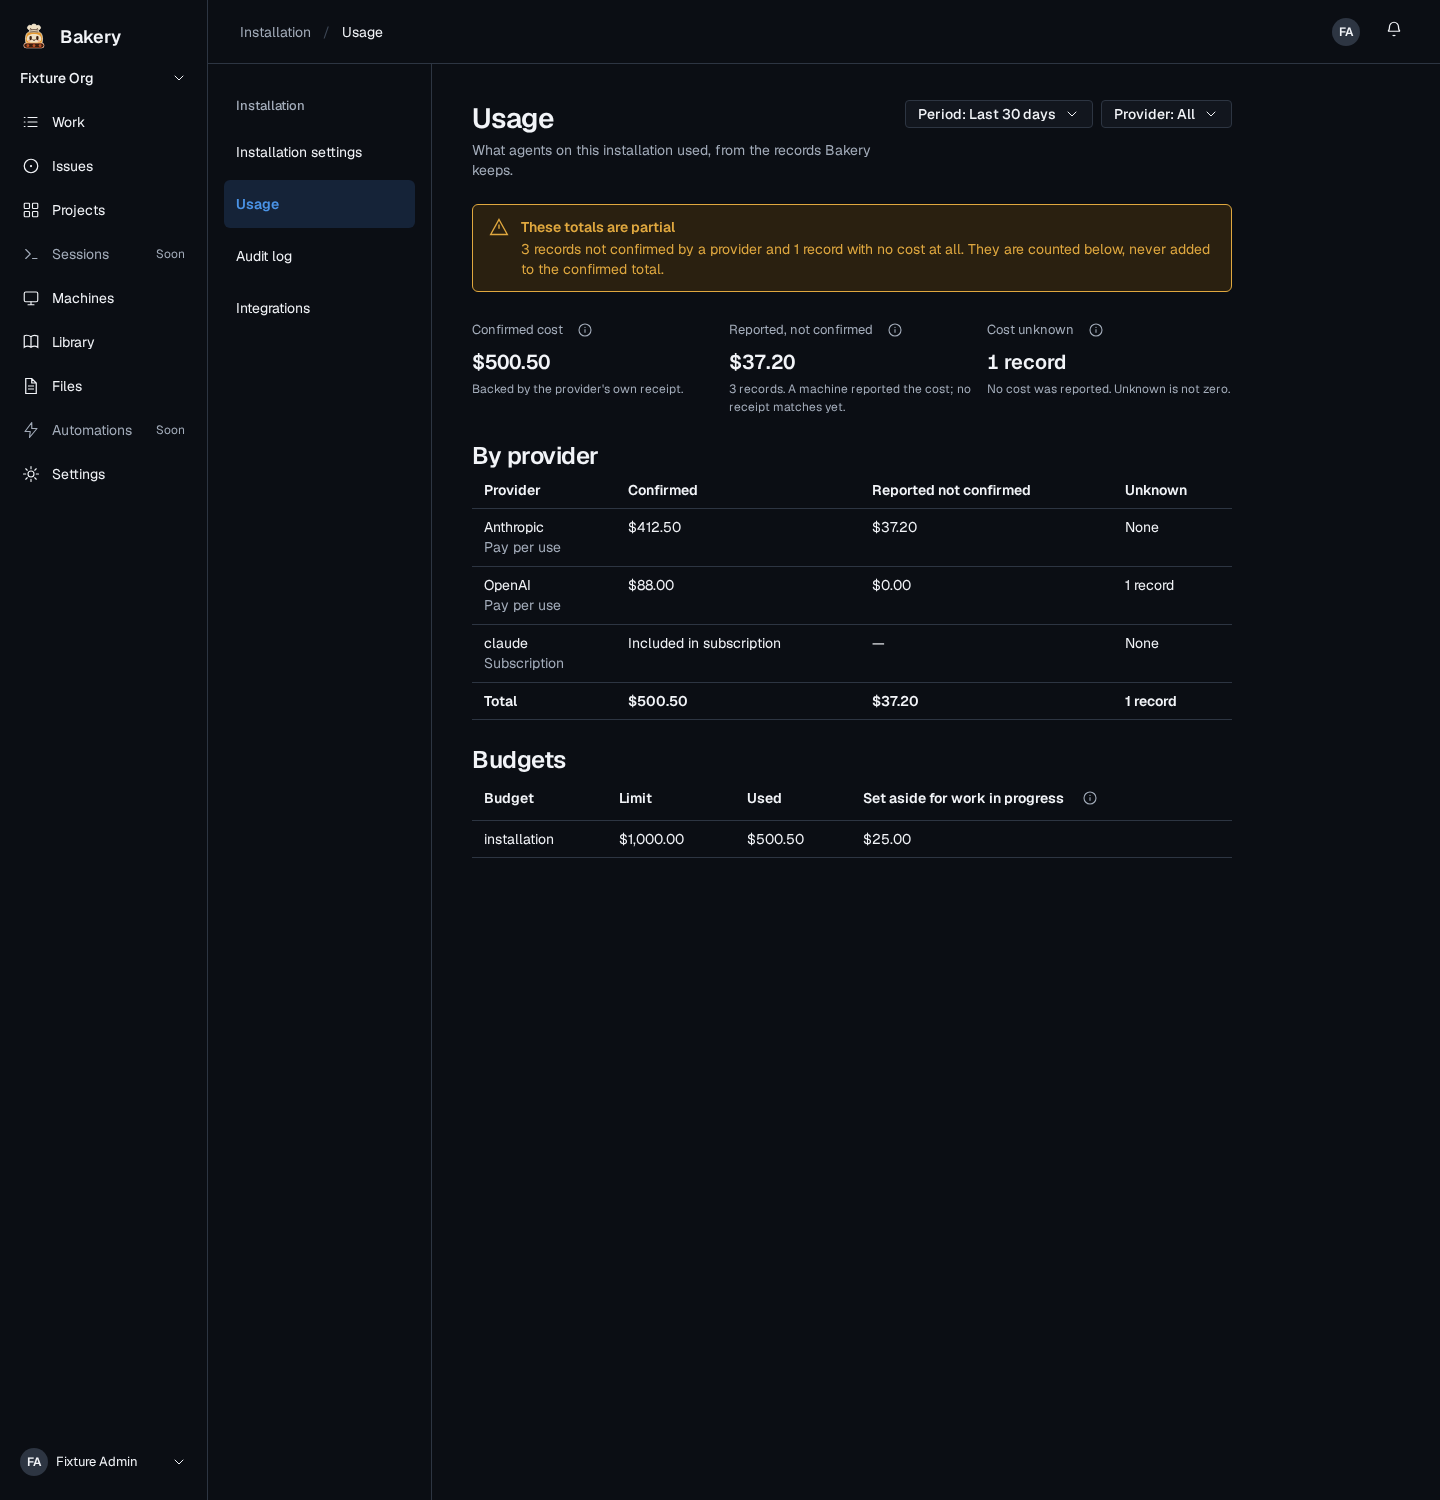 Bakery
Fixture Org
Work
Issues
Projects
Sessions Soon
Machines
Library
Files
Automations Soon
Settings
FA Fixture Admin
Installation / Usage
FA
Installation
Installation settings
Usage
Audit log
Integrations
Usage
What agents on this installation used, from the records Bakery
keeps.
Period: Last 30 days
Provider: All
These totals are partial
3 records not confirmed by a provider and 1 record with no cost at all. They are counted below, never added
to the confirmed total.
Confirmed cost
$500.50
Backed by the provider's own receipt.
Reported, not confirmed
$37.20
3 records. A machine reported the cost; no
receipt matches yet.
Cost unknown
1 record
No cost was reported. Unknown is not zero.
By provider
Provider Confirmed Reported not confirmed Unknown
Anthropic $412.50 $37.20 None
Pay per use
OpenAI $88.00 $0.00 1 record
Pay per use
claude Included in subscription — None
Subscription
Total $500.50 $37.20 1 record
Budgets
Budget Limit Used Set aside for work in progress
installation $1,000.00 $500.50 $25.00